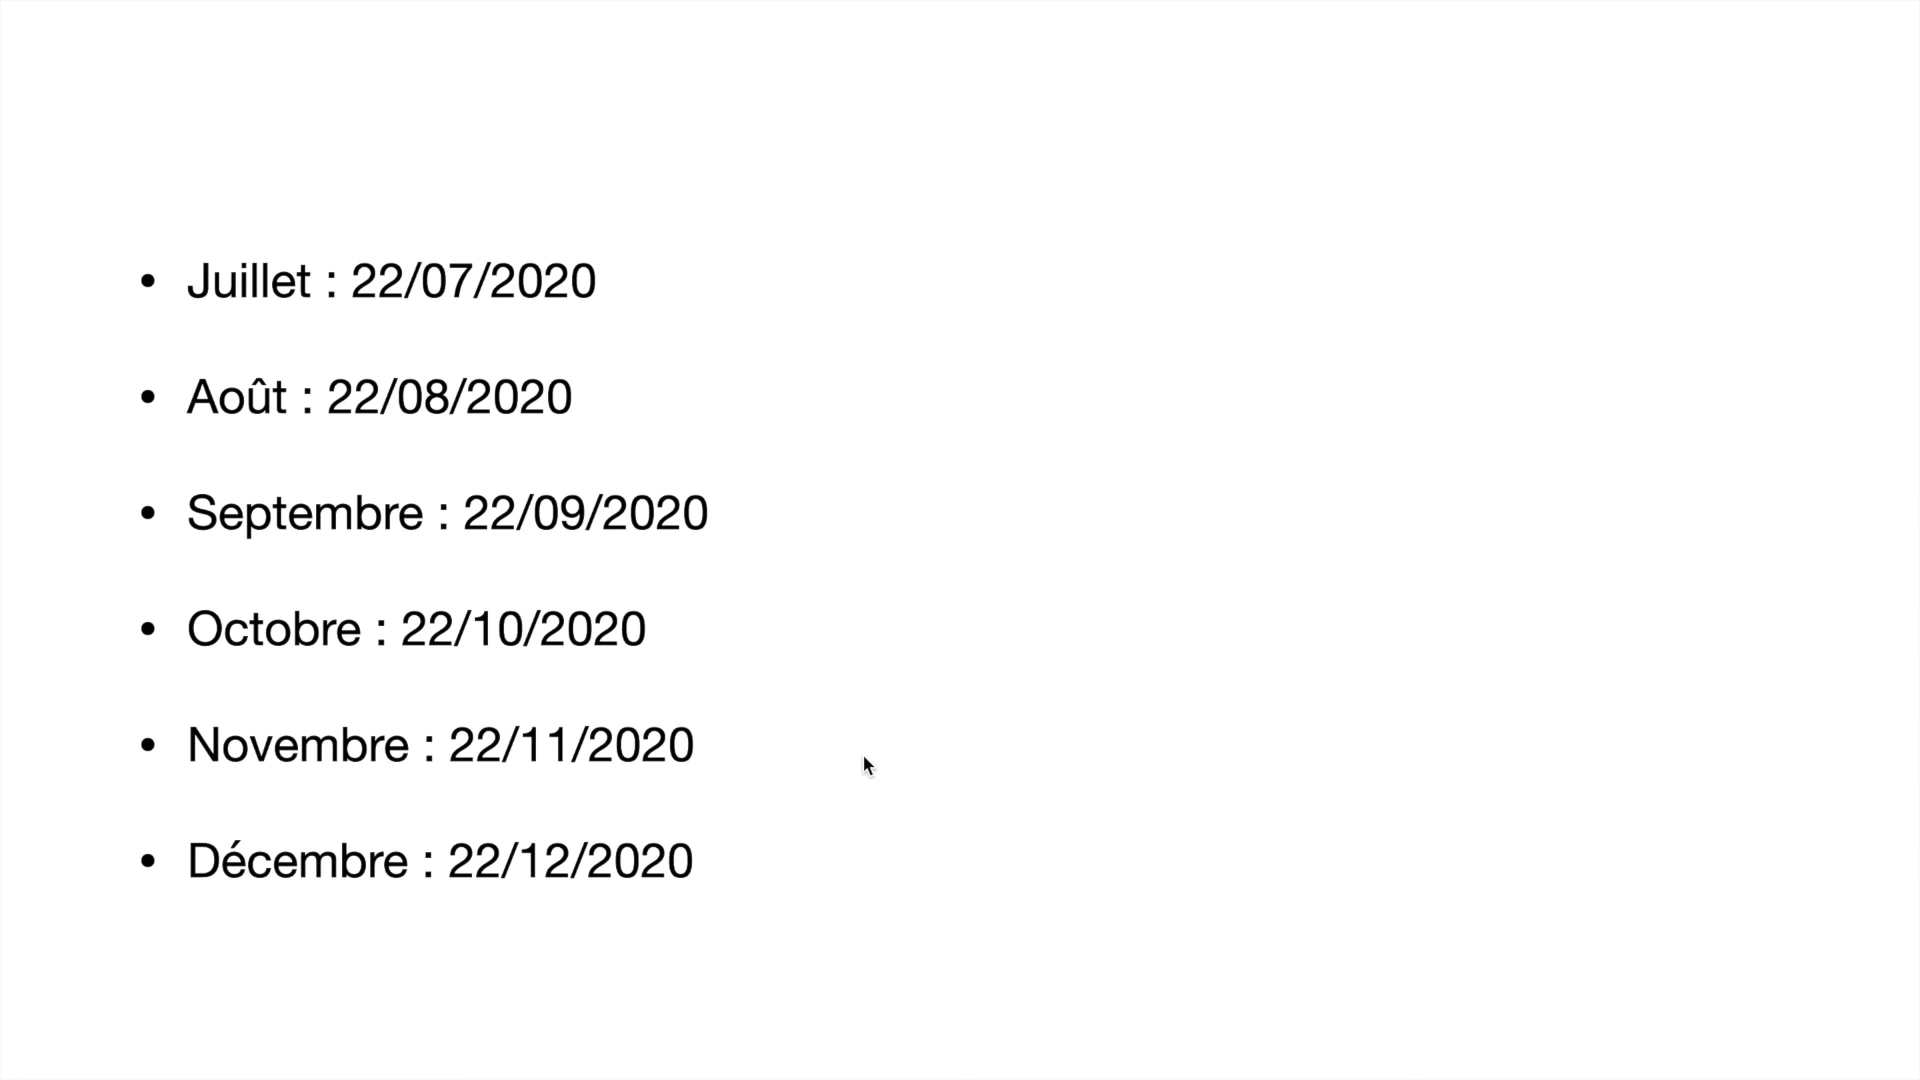 • Juillet : 22/07/2020
• Août : 22/08/2020
• Septembre : 22/09/2020
• Octobre : 22/10/2020
• Novembre : 22/11/2020
• Décembre : 22/12/2020